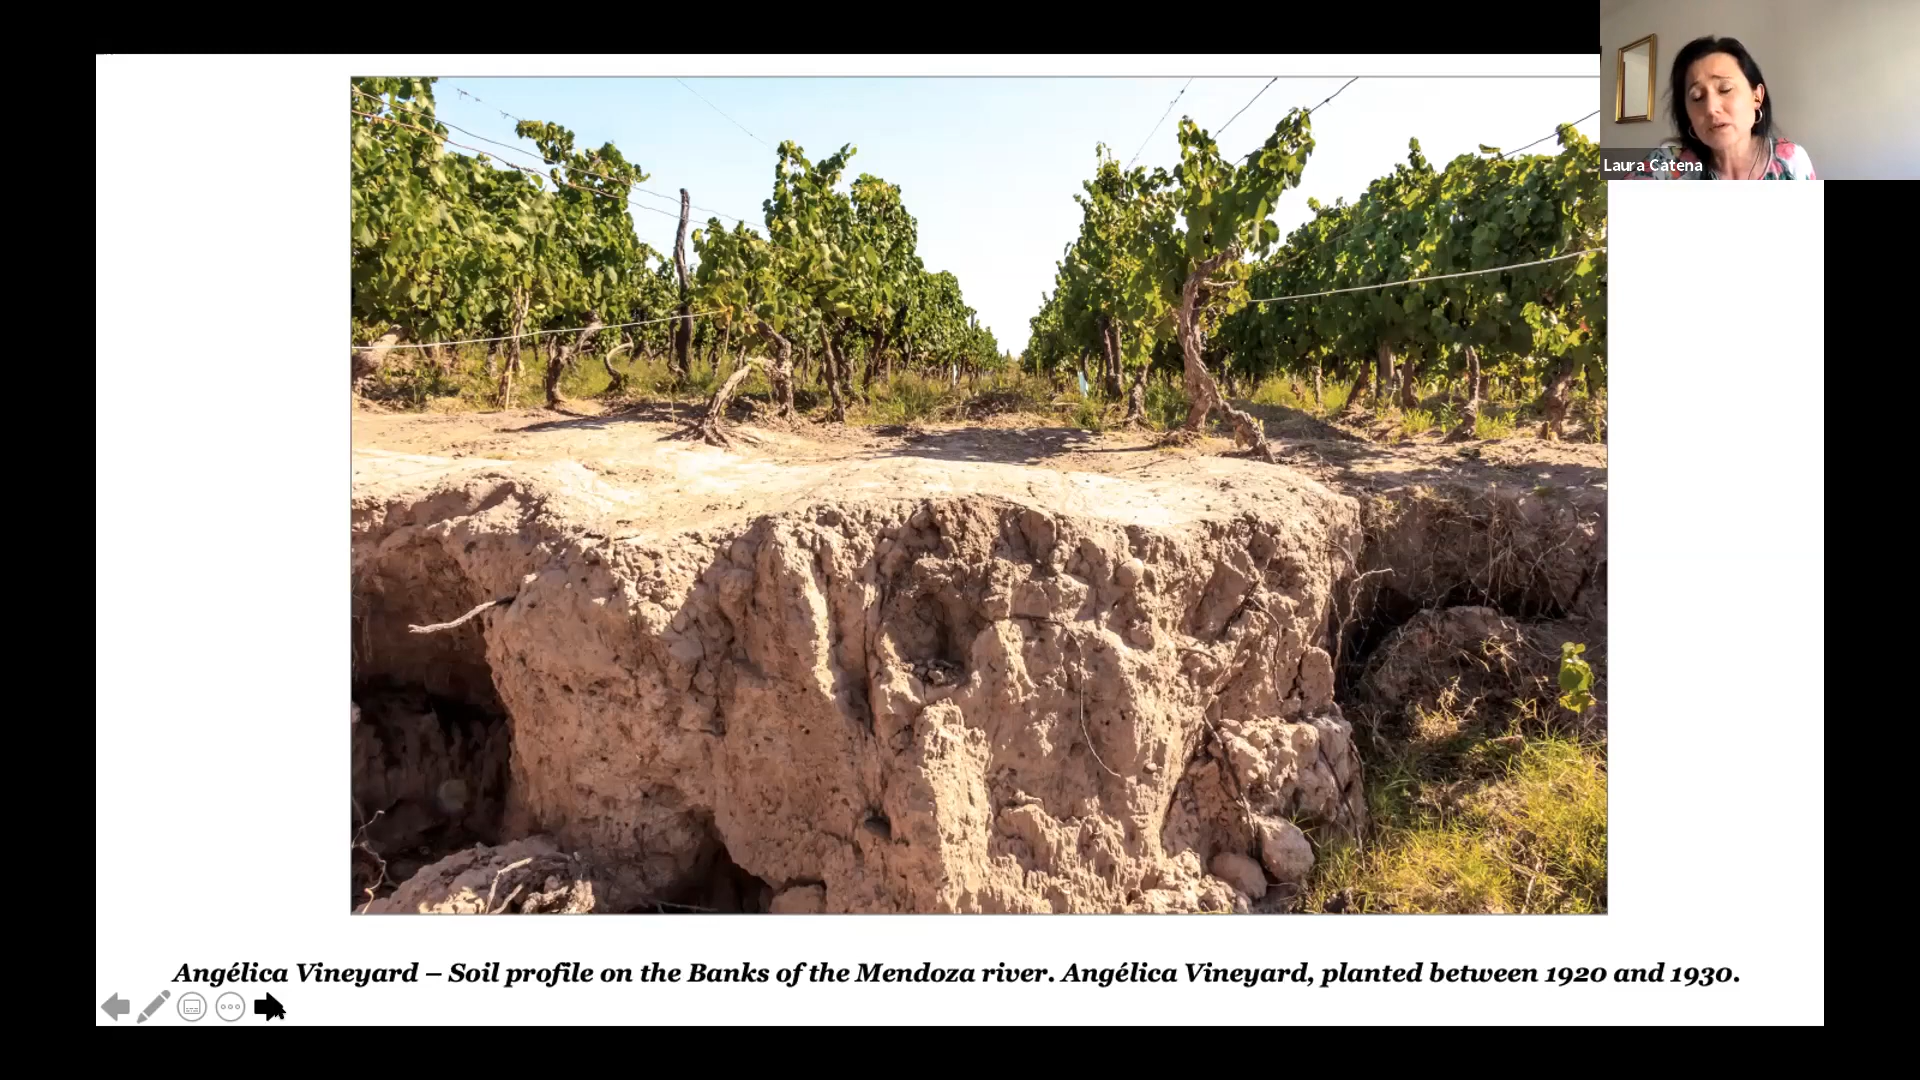 Laura Catena
Angélica Vineyard – Soil profile on the Banks of the Mendoza river. Angélica Vineyard, planted between 1920 and 1930.